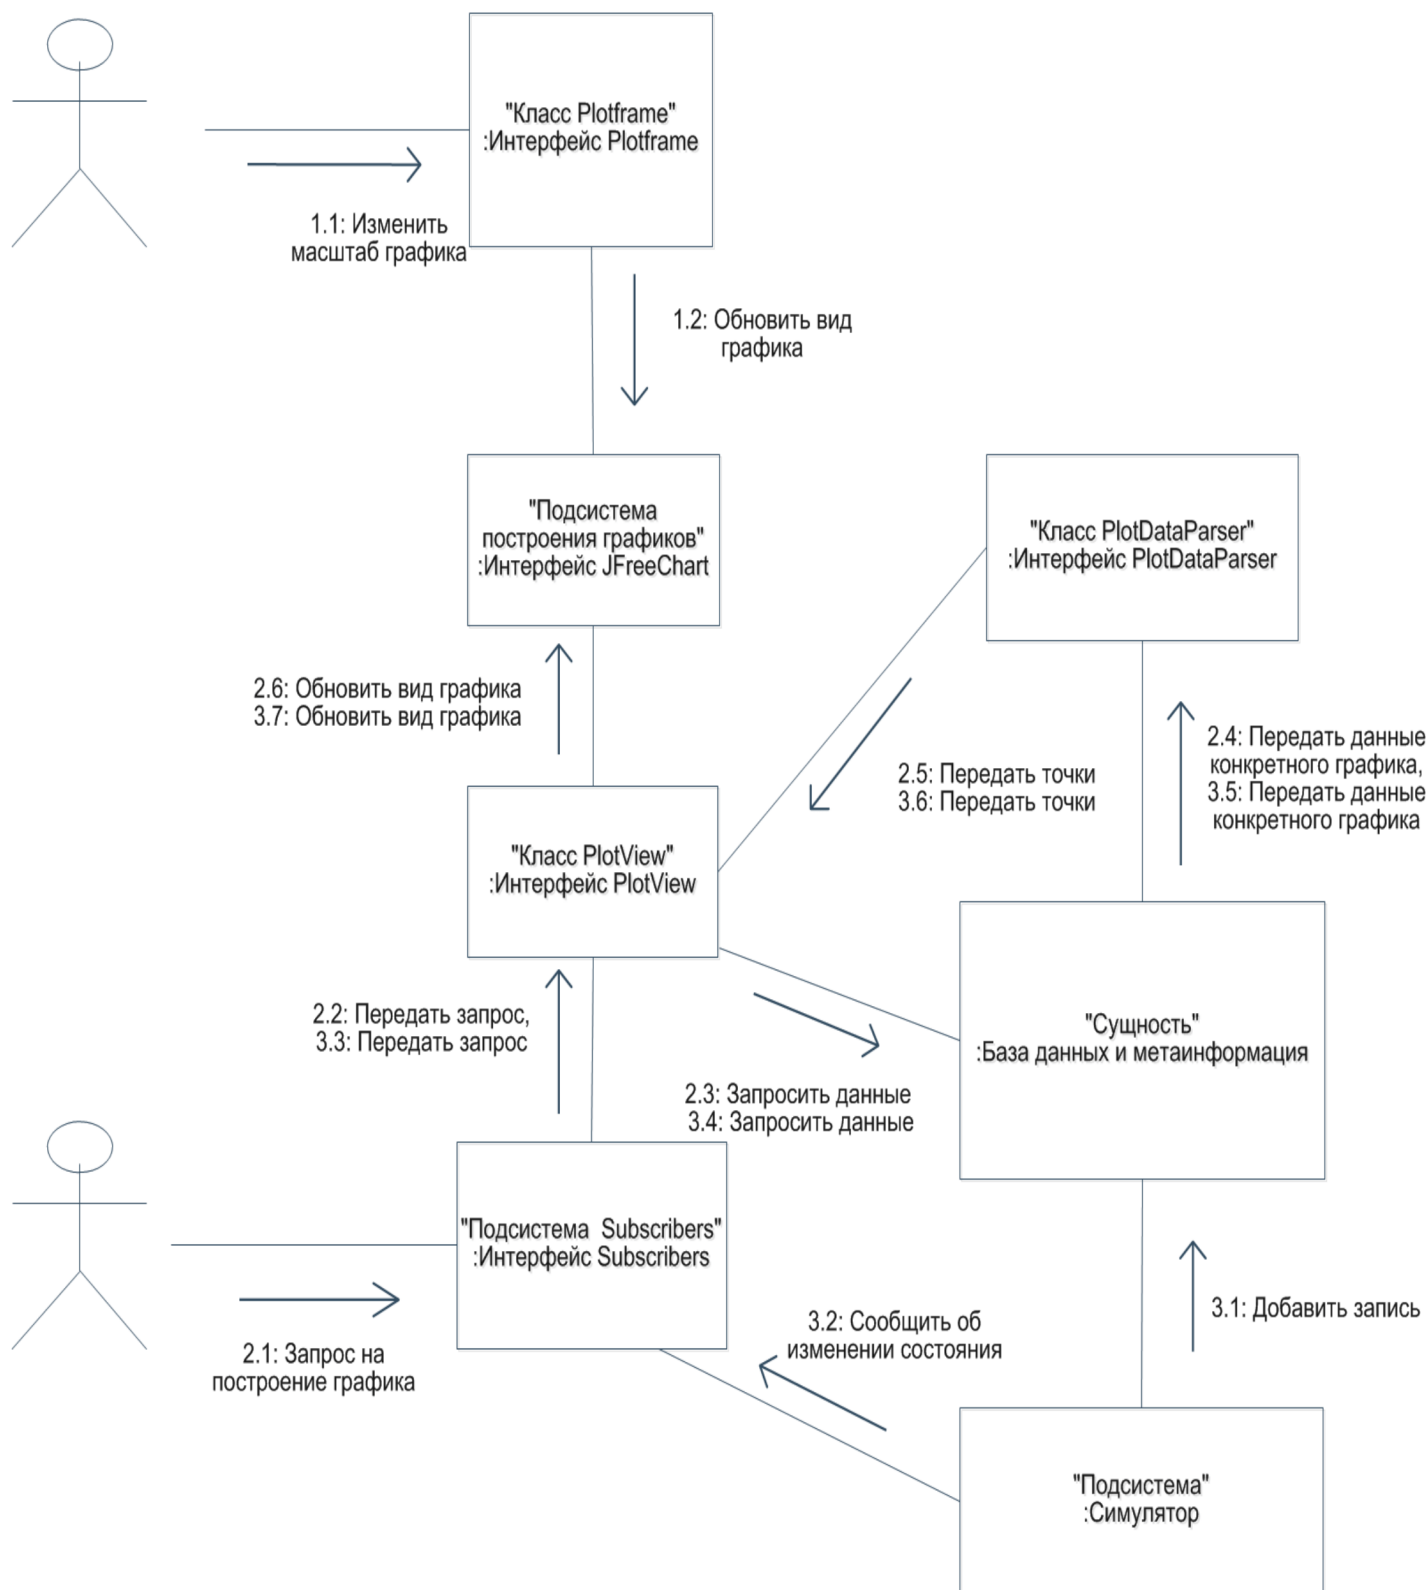 "Класс Plotframe"
:Интерфейс Plotframe
1.1: Изменить
масштаб графика
1.2: Обновить вид
графика
"Подсистема
построения графиков"
:Интерфейс JFreeChart
"Класс PlotDataParser"
:Интерфейс PlotDataParser
2.6: Обновить вид графика
3.7: Обновить вид графика
2.5: Передать точки
3.6: Передать точки
2.4: Передать данные
конкретного графика,
3.5: Передать данные
конкретного графика
"Класс PlotView"
:Интерфейс PlotView
2.2: Передать запрос,
3.3: Передать запрос
2.3: Запросить данные
3.4: Запросить данные
"Сущность"
:База данных и метаинформация
"Подсистема  Subscribers"
:Интерфейс Subscribers
2.1: Запрос на
построение графика
3.2: Сообщить об
изменении состояния
3.1: Добавить запись
"Подсистема"
:Симулятор